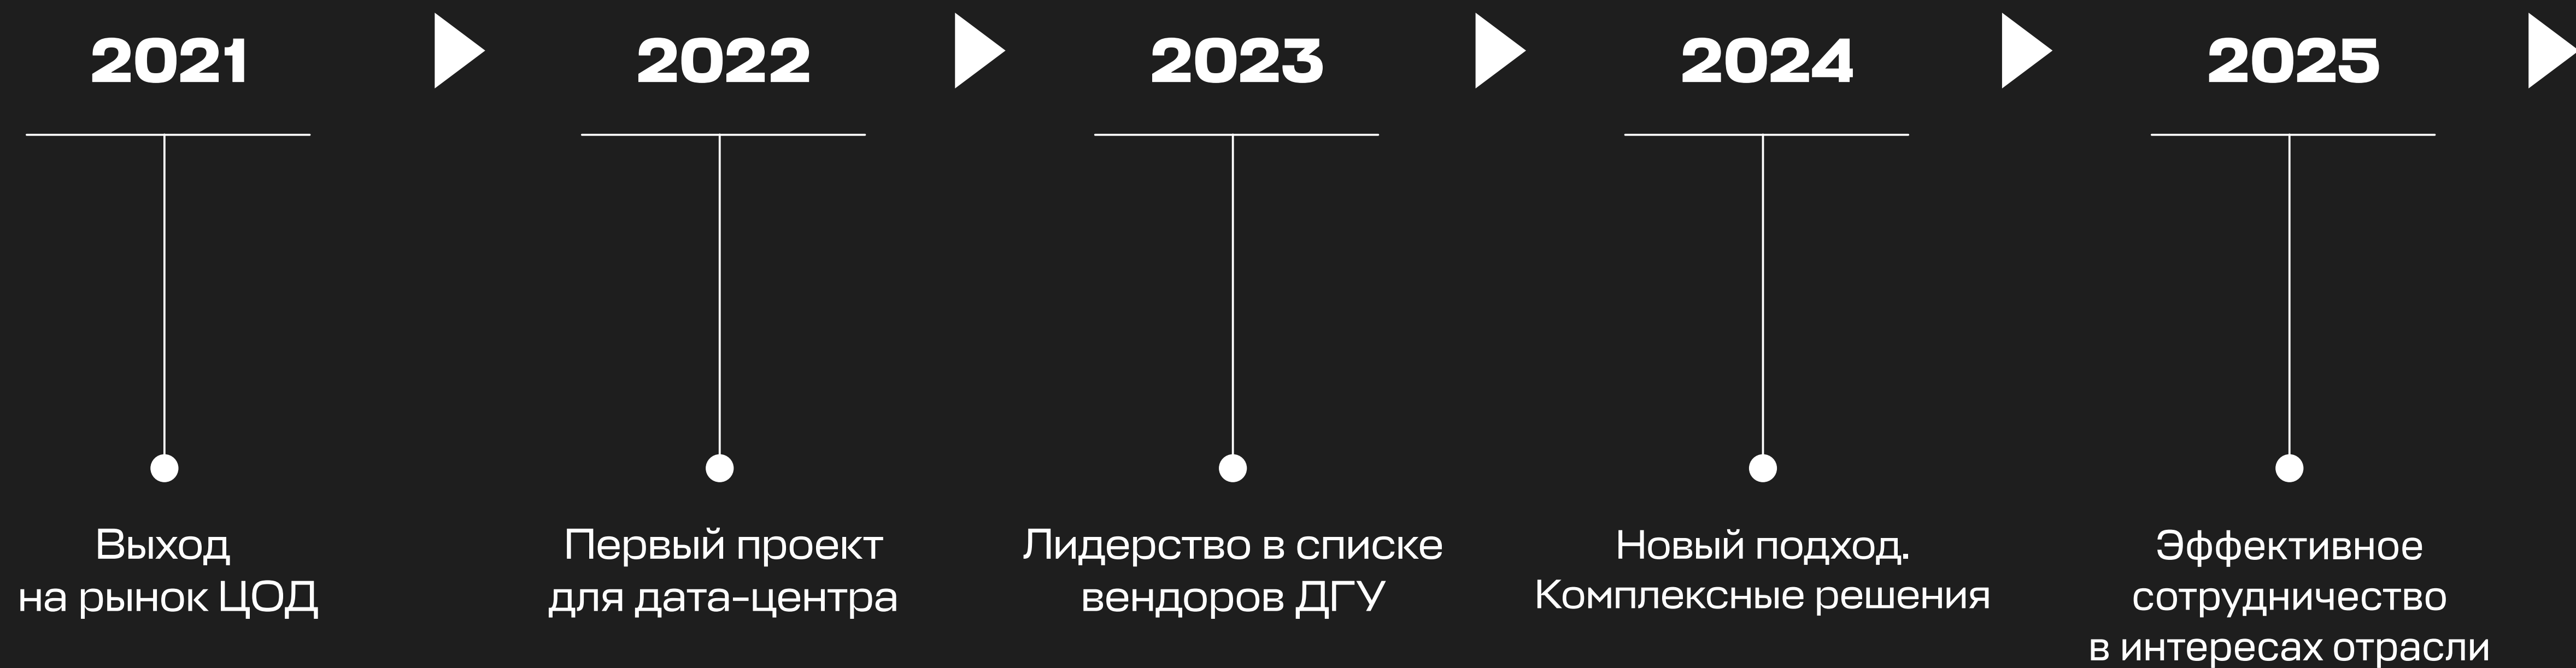 2021
2022
2023
2024
2025
Выход
на рынок ЦОД
Первый проект
для дата-центра
Лидерство в списке
вендоров ДГУ
Новый подход.
Комплексные решения
Эффективное
сотрудничество
в интересах отрасли